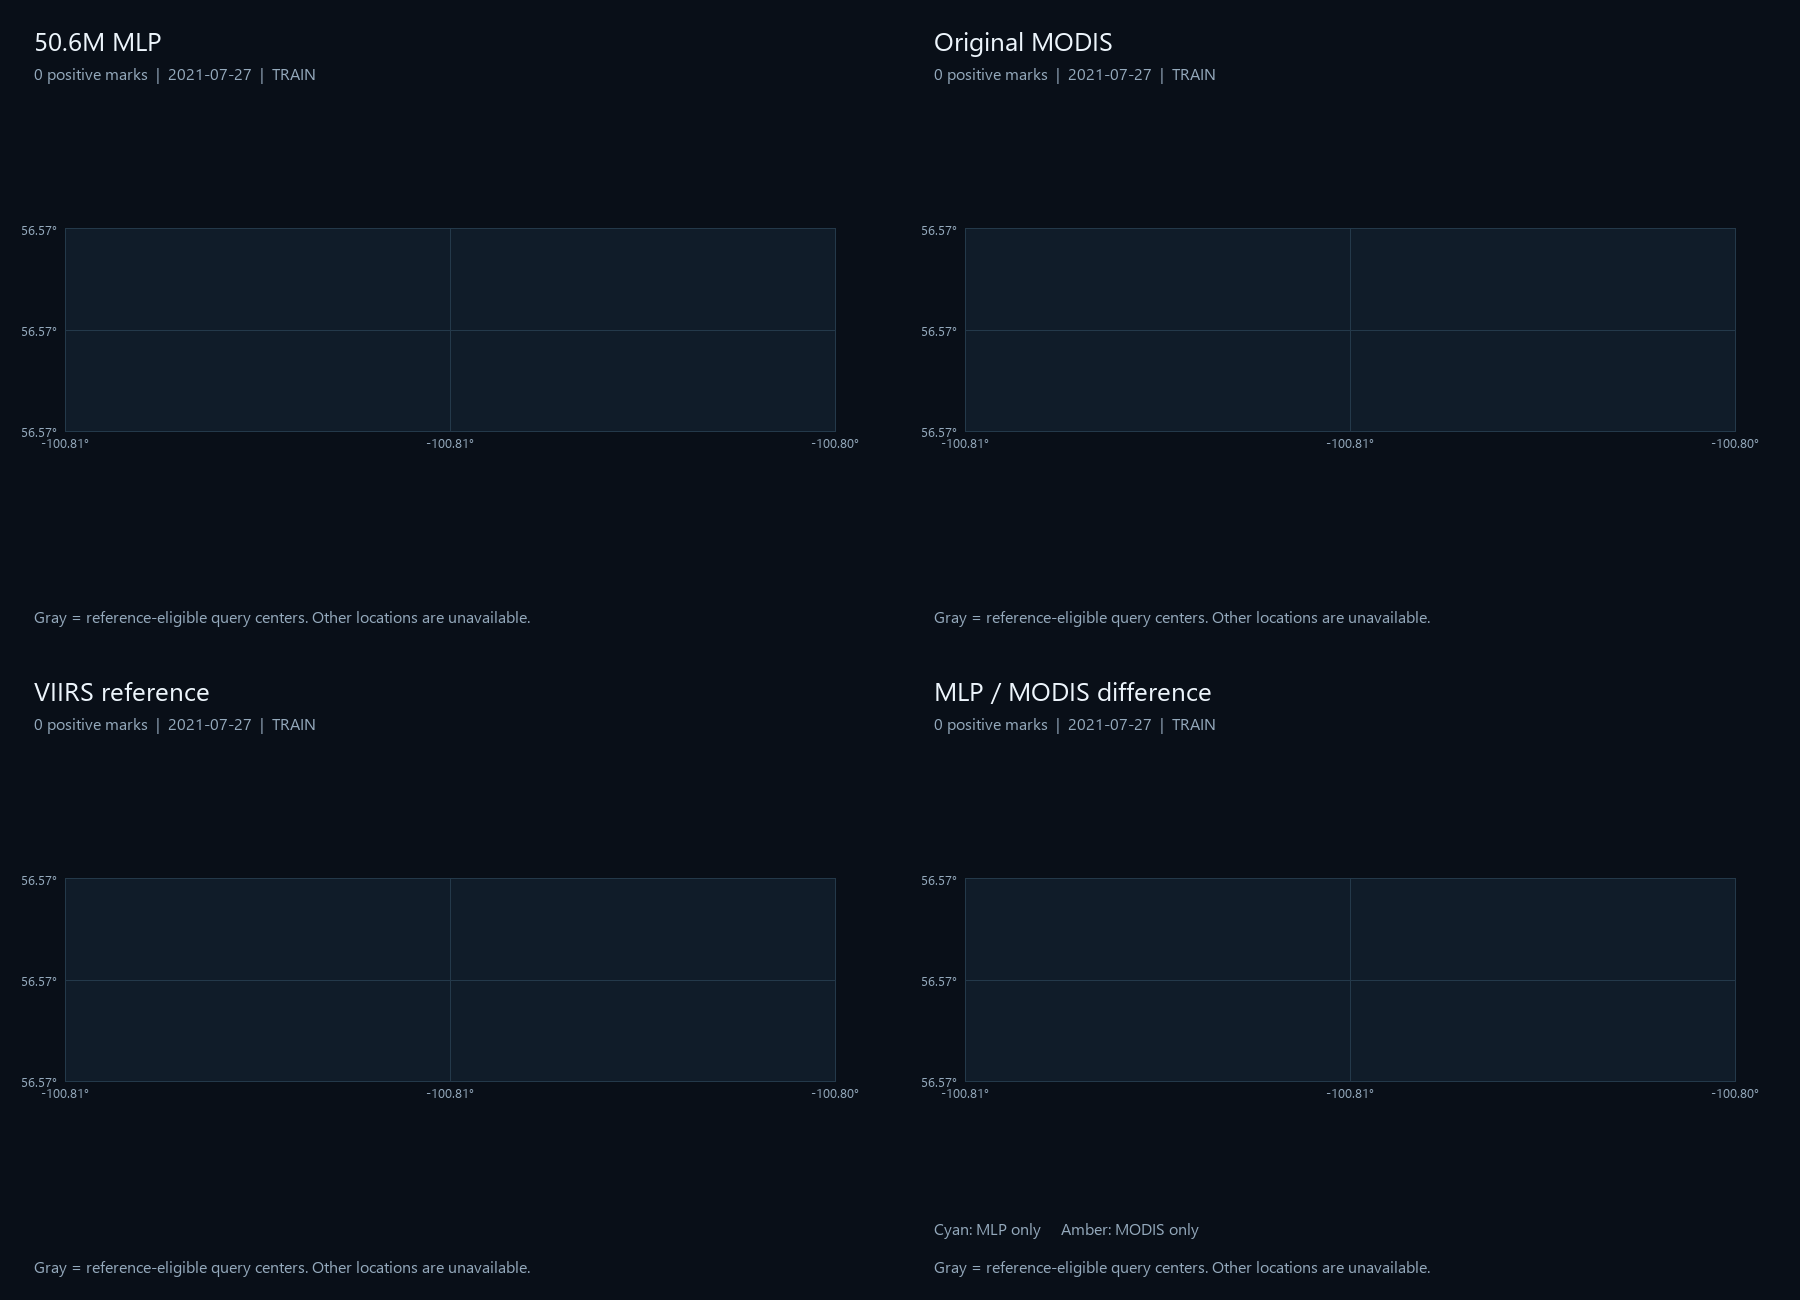 50.6M MLP
0 positive marks | 2021-07-27 | TRAIN
56.57°
56.57°
56.57°
-100.81°
-100.81°
-100.80°
Gray = reference-eligible query centers. Other locations are unavailable.
Original MODIS
0 positive marks | 2021-07-27 | TRAIN
56.57°
56.57°
56.57°
-100.81°
-100.81°
-100.80°
Gray = reference-eligible query centers. Other locations are unavailable.
VIIRS reference
0 positive marks | 2021-07-27 | TRAIN
56.57°
56.57°
56.57°
-100.81°
-100.81°
-100.80°
Gray = reference-eligible query centers. Other locations are unavailable.
MLP / MODIS difference
0 positive marks | 2021-07-27 | TRAIN
56.57°
56.57°
56.57°
-100.81°
-100.81°
-100.80°
Cyan: MLP only Amber: MODIS only
Gray = reference-eligible query centers. Other locations are unavailable.